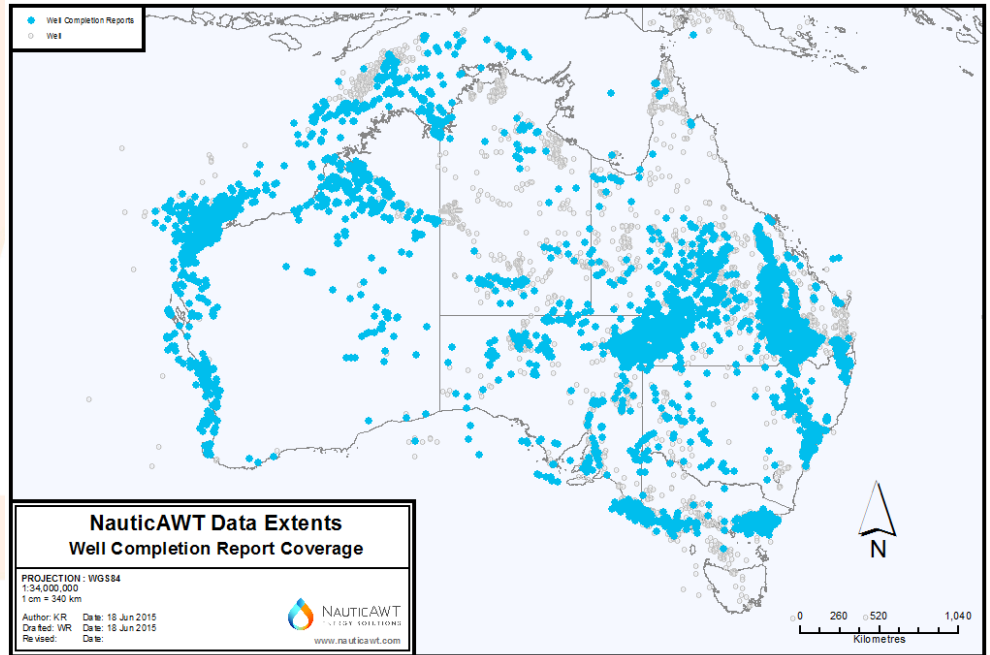 Well Completion Reports
Well
NauticAWT Data Extents
Well Completion Report Coverage
PROJECTION : WGS84
1:34,000,000
1 cm = 340 km
Author: KR Date: 18 Jun 2015
Drafted: WR Date: 18 Jun 2015
Revised: Date:
NAUTICAWT
ENERGY SOLUTIONS
www.nauticawt.com
N
0 260 520 1,040
Kilometres